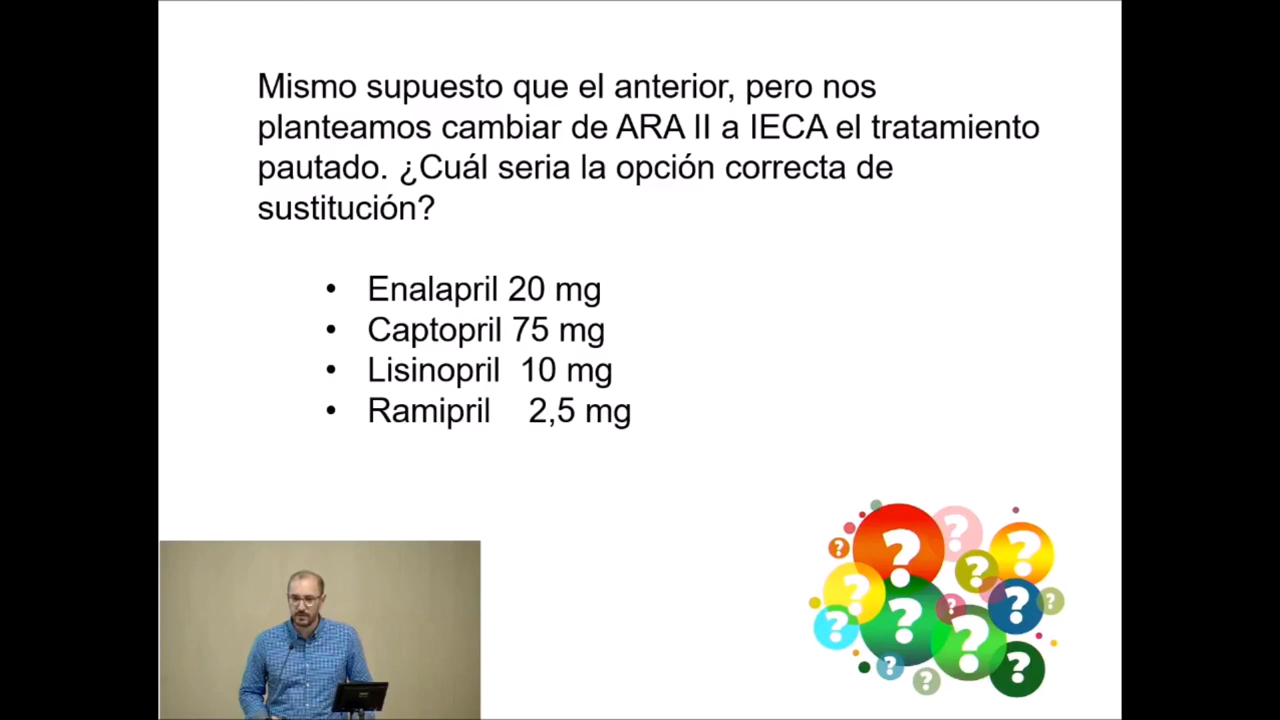 Mismo supuesto que el anterior, pero nos
planteamos cambiar de ARA II a IECA el tratamiento
pautado. ¿Cuál seria la opción correcta de
sustitución?
• Enalapril 20 mg
• Captopril 75 mg
• Lisinopril 10 mg
• Ramipril 2,5 mg
? ? ? ? ? ? ? ? ? ? ? ? ? ?